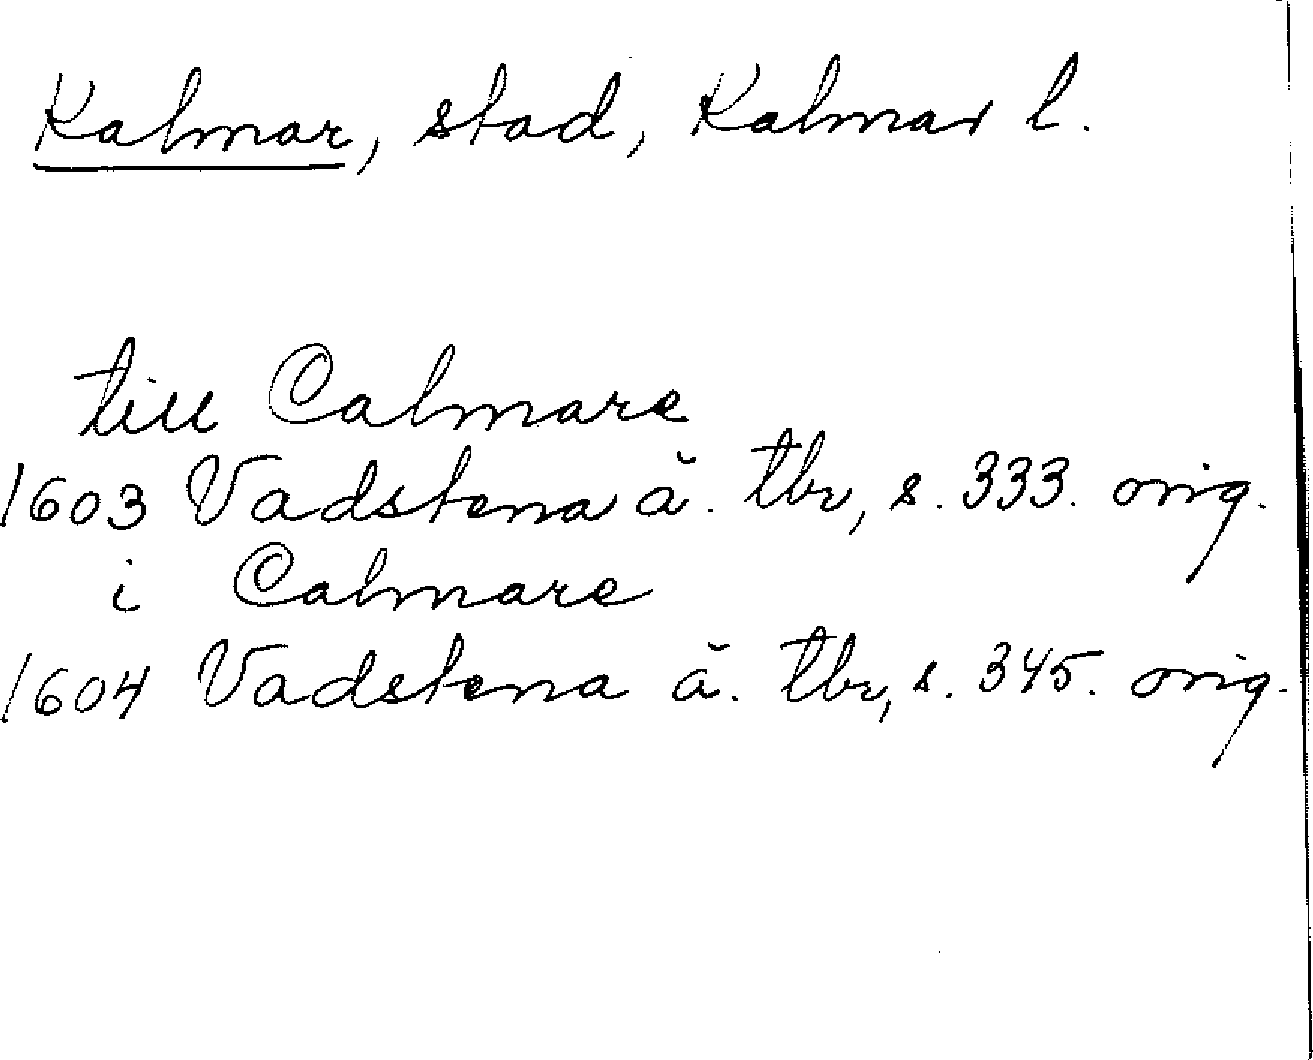 Kalmar, stad, Kalmar l.
till Calmare
1603 Vadstena ä. tbr, s. 333. orig.
i Calmare
1604 Vadstena ä. tbr, s. 345. orig.